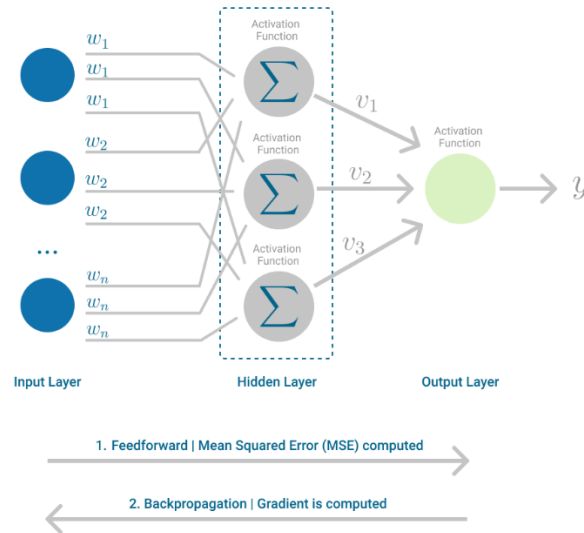 Activation
Function
w₁
w₁
w₁
∑
v₁
Activation
Function
w₂
w₂
w₂
∑
v₂
Activation
Function
y
...
Activation
Function
wₙ
wₙ
wₙ
∑
v₃
Input Layer
Hidden Layer
Output Layer
1. Feedforward | Mean Squared Error (MSE) computed
2. Backpropagation | Gradient is computed